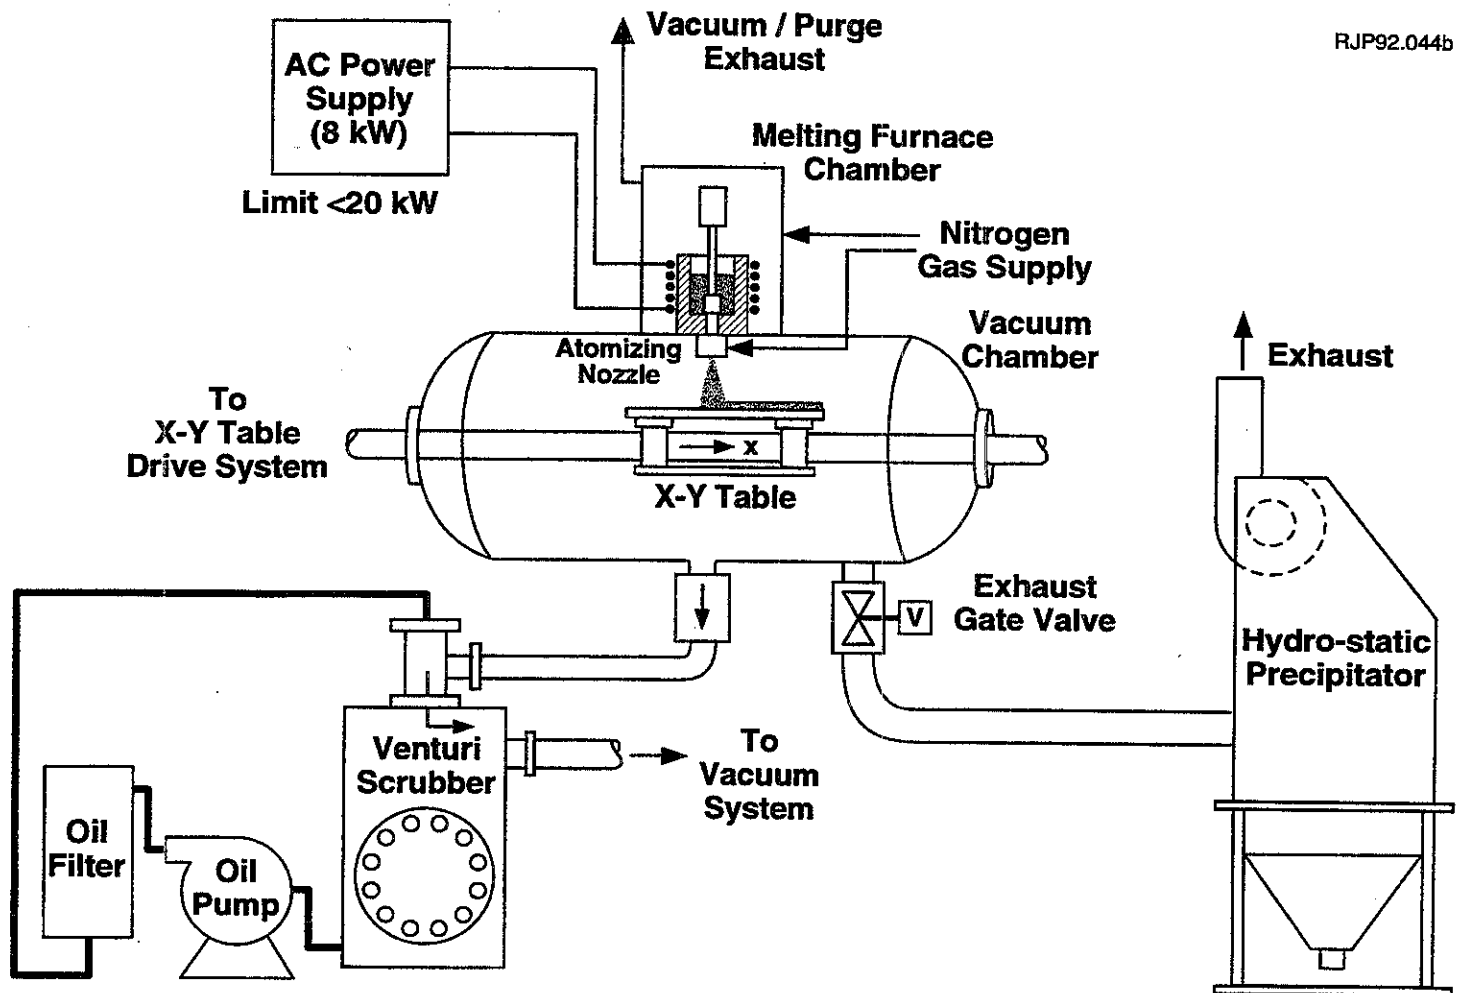 RJP92.044b
Vacuum / Purge
Exhaust
AC Power
Supply
(8 kW)
Limit <20 kW
Melting Furnace
Chamber
Nitrogen
Gas Supply
Vacuum
Chamber
Atomizing
Nozzle
Exhaust
To
X-Y Table
Drive System
x
X-Y Table
Exhaust
Gate Valve
V
Hydro-static
Precipitator
Venturi
Scrubber
To
Vacuum
System
Oil
Filter
Oil
Pump